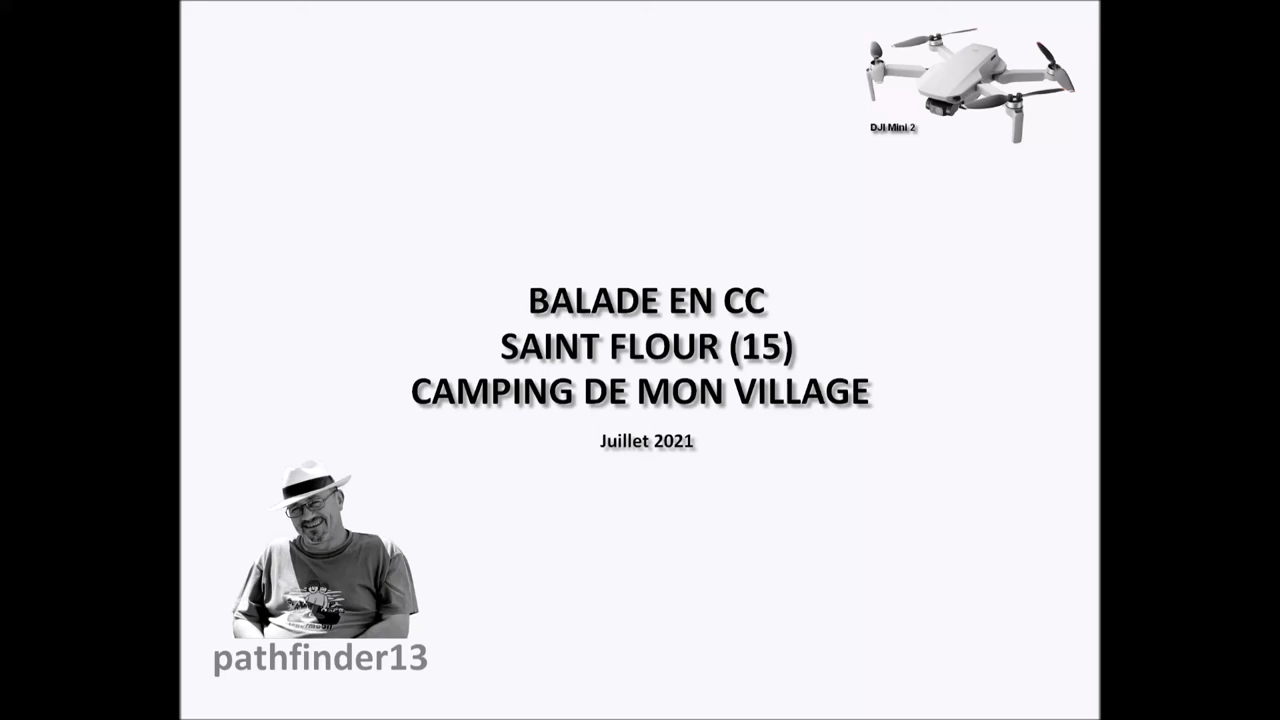 DJI Mini 2
BALADE EN CC
SAINT FLOUR (15)
CAMPING DE MON VILLAGE
Juillet 2021
pathfinder13